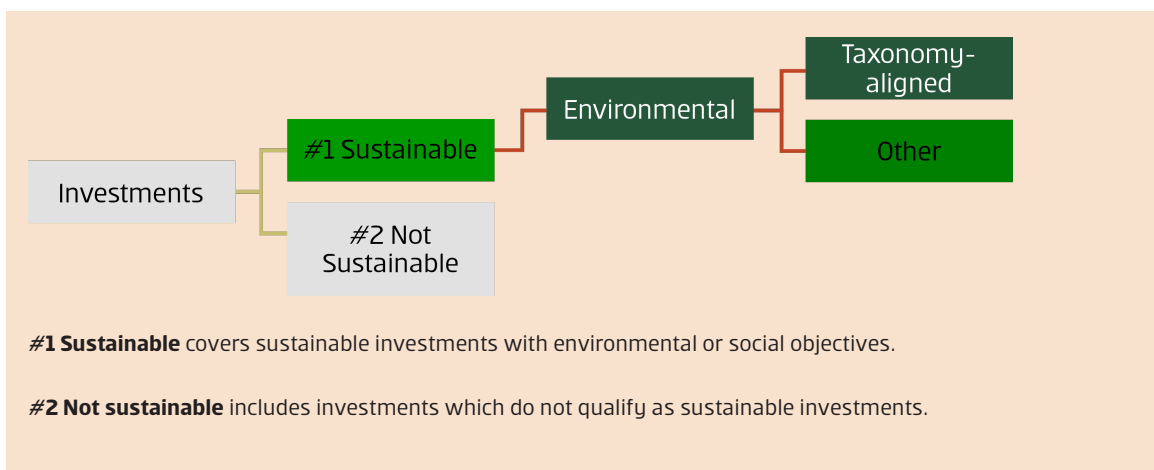 Taxonomy-
aligned
Environmental
#1 Sustainable
Other
Investments
#2 Not
Sustainable
#1 Sustainable covers sustainable investments with environmental or social objectives.
#2 Not sustainable includes investments which do not qualify as sustainable investments.